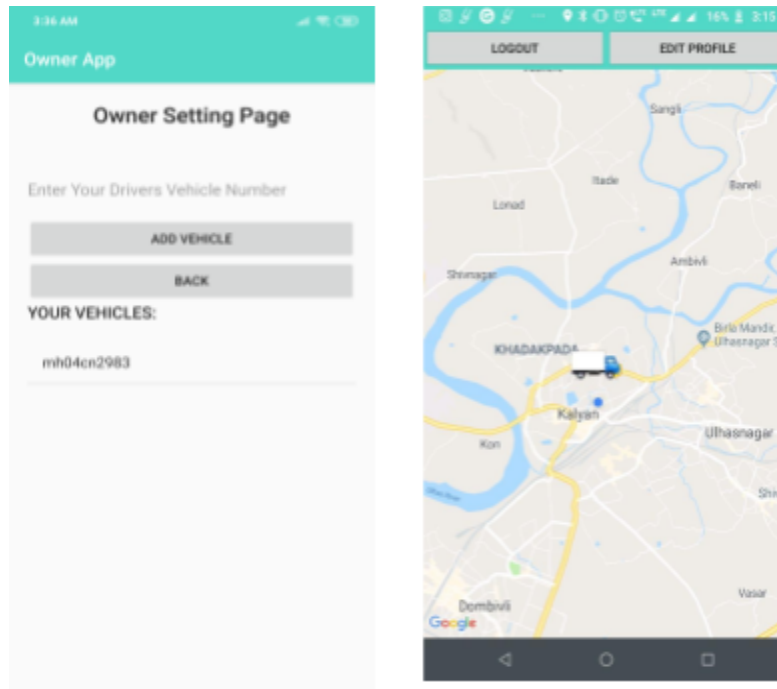 3:36 AM
Owner App
Owner Setting Page
Enter Your Drivers Vehicle Number
ADD VEHICLE
BACK
YOUR VEHICLES:
mh04cn2983
16% 3:15
LOGOUT
EDIT PROFILE
Sangli
Itade
Baneli
Lonad
Ambivli
Shivnagar
Birla Mandir,
Ulhasnagar S
KHADAKPADA
Kalyan
Ulhasnagar
Kon
Vasar
Dombivli
Google